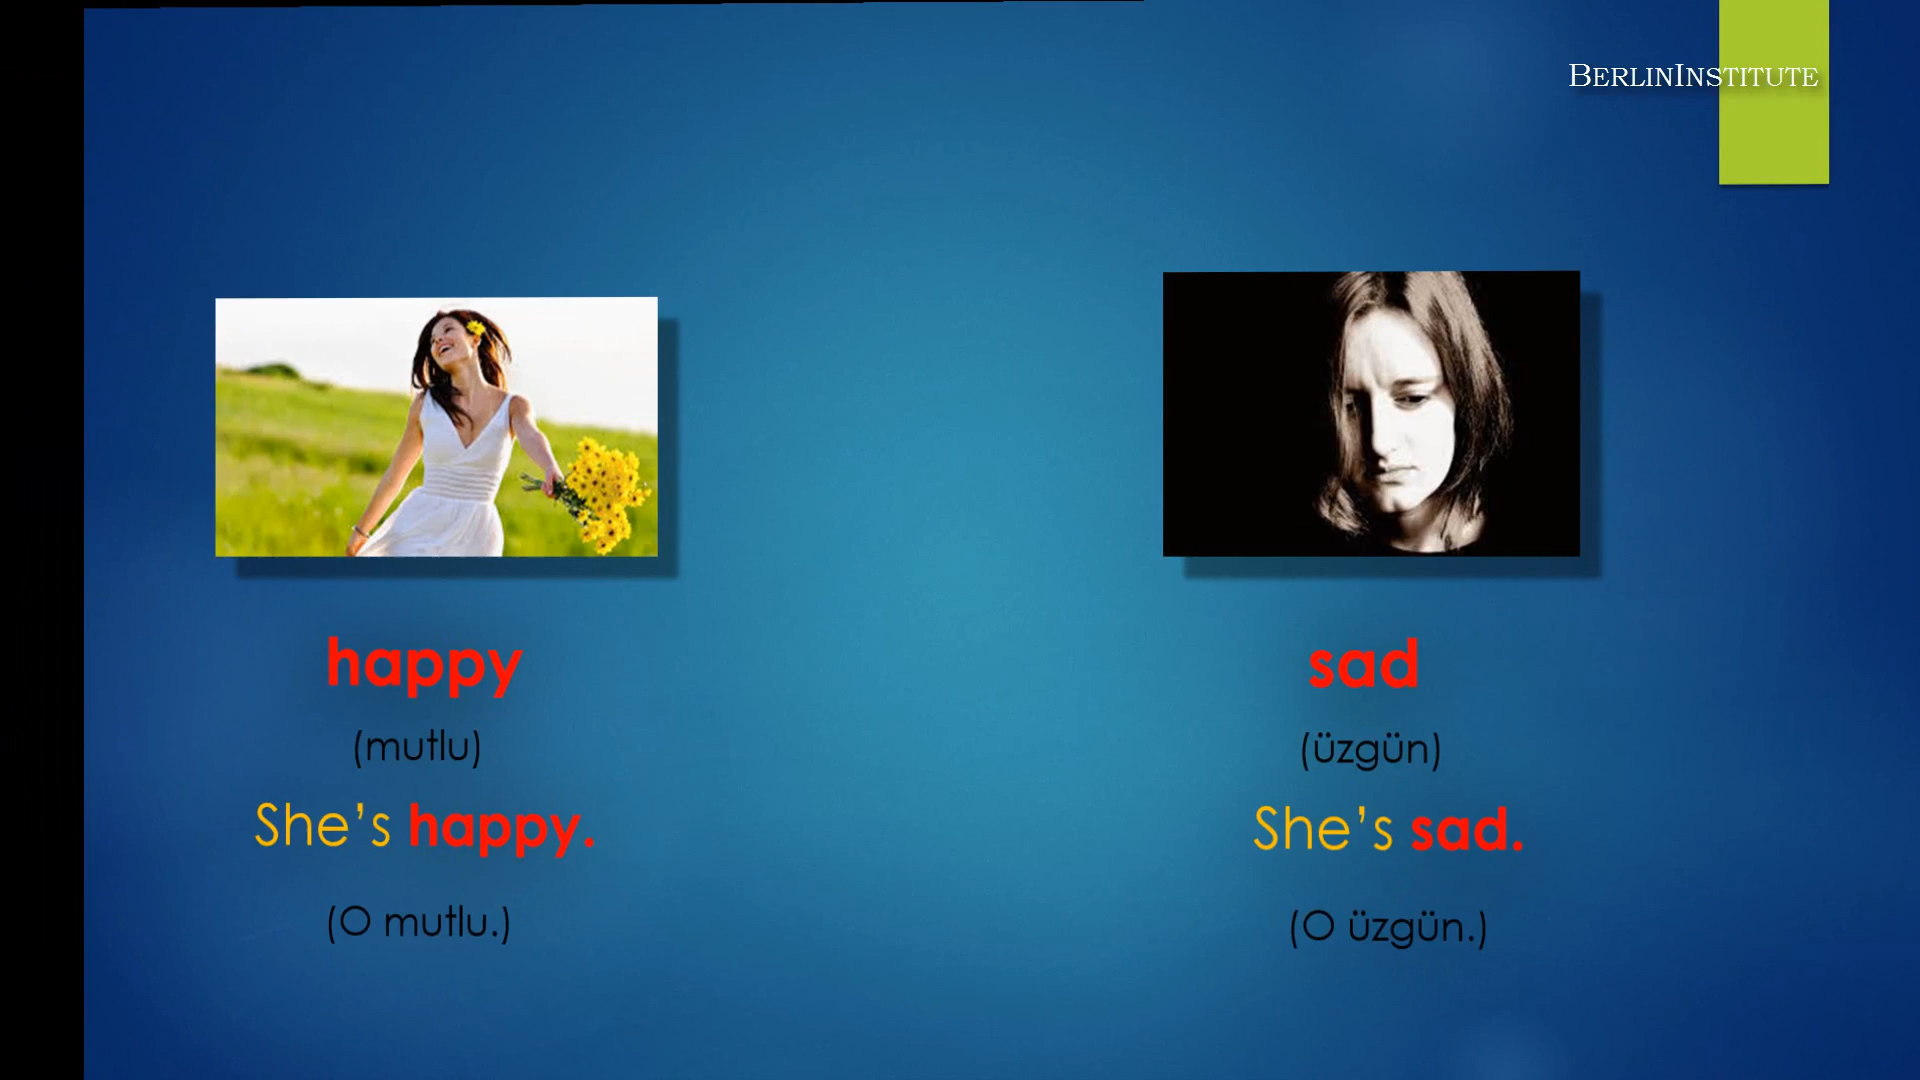 BERLININSTITUTE
happy
(mutlu)
She’s happy.
(O mutlu.)
sad
(üzgün)
She’s sad.
(O üzgün.)